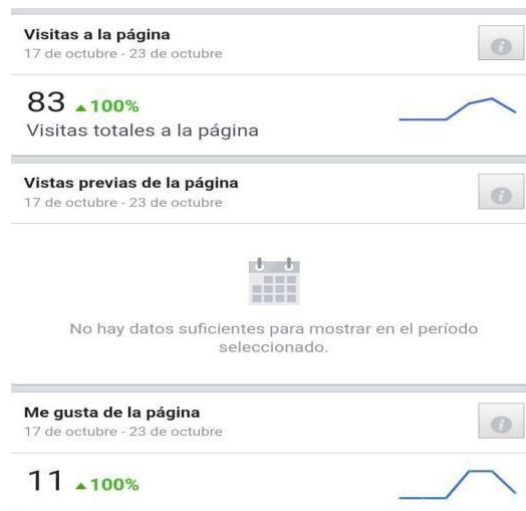 Visitas a la página
17 de octubre - 23 de octubre
83 100%
Visitas totales a la página
Vistas previas de la página
17 de octubre - 23 de octubre
No hay datos suficientes para mostrar en el período
seleccionado.
Me gusta de la página
17 de octubre - 23 de octubre
11 100%